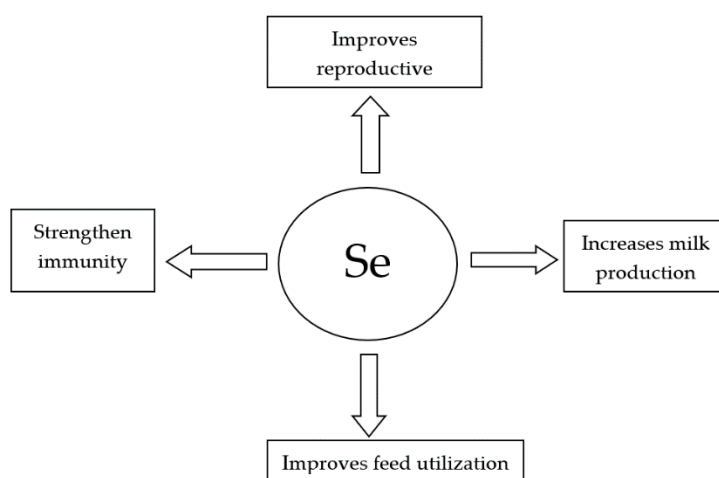 Improves
reproductive
Strengthen
immunity
Se
Increases milk
production
Improves feed utilization